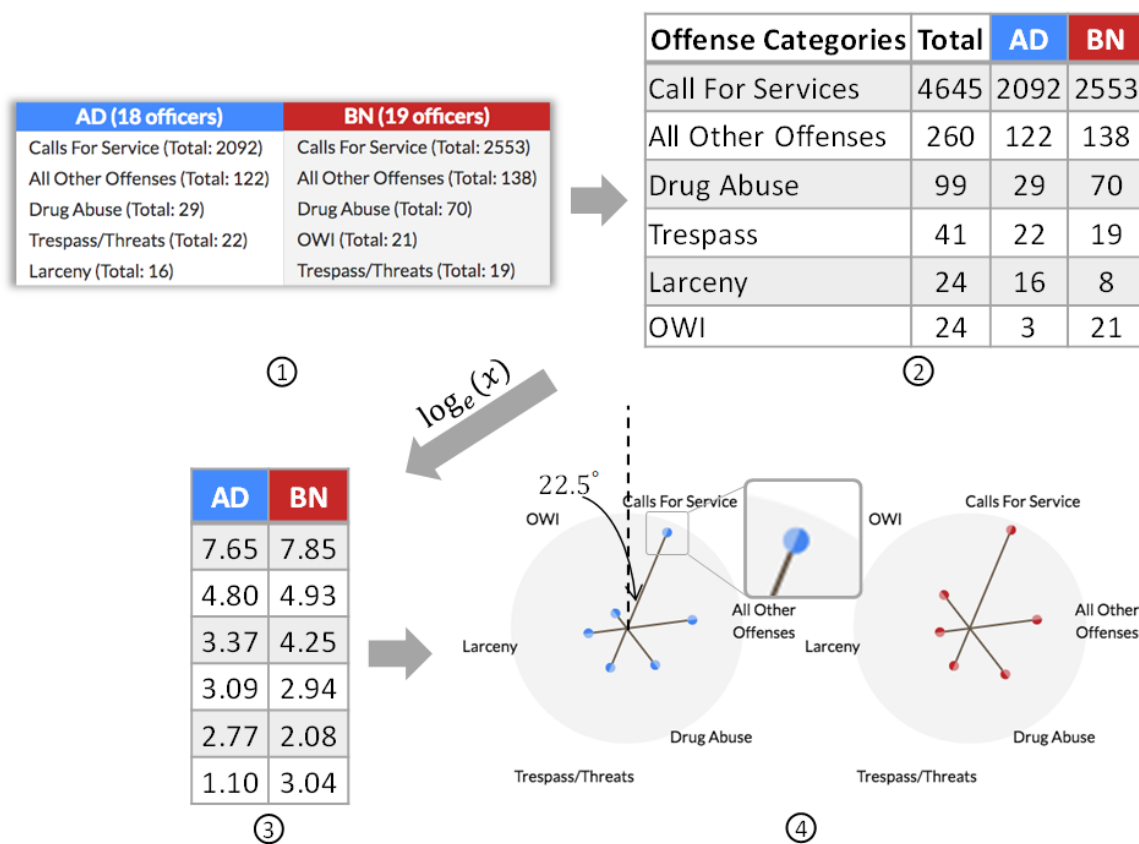 AD (18 officers) BN (19 officers)
Calls For Service (Total: 2092) Calls For Service (Total: 2553)
All Other Offenses (Total: 122) All Other Offenses (Total: 138)
Drug Abuse (Total: 29) Drug Abuse (Total: 70)
Trespass/Threats (Total: 22) OWI (Total: 21)
Larceny (Total: 16) Trespass/Threats (Total: 19)
①
Offense Categories Total AD BN
Call For Services 4645 2092 2553
All Other Offenses 260 122 138
Drug Abuse 99 29 70
Trespass 41 22 19
Larceny 24 16 8
OWI 24 3 21
②
logₑ(x)
AD BN
7.65 7.85
4.80 4.93
3.37 4.25
3.09 2.94
2.77 2.08
1.10 3.04
③
22.5°
Calls For Service
OWI
All Other
Offenses
Larceny
Drug Abuse
Trespass/Threats
Calls For Service
OWI
All Other
Offenses
Larceny
Drug Abuse
Trespass/Threats
④